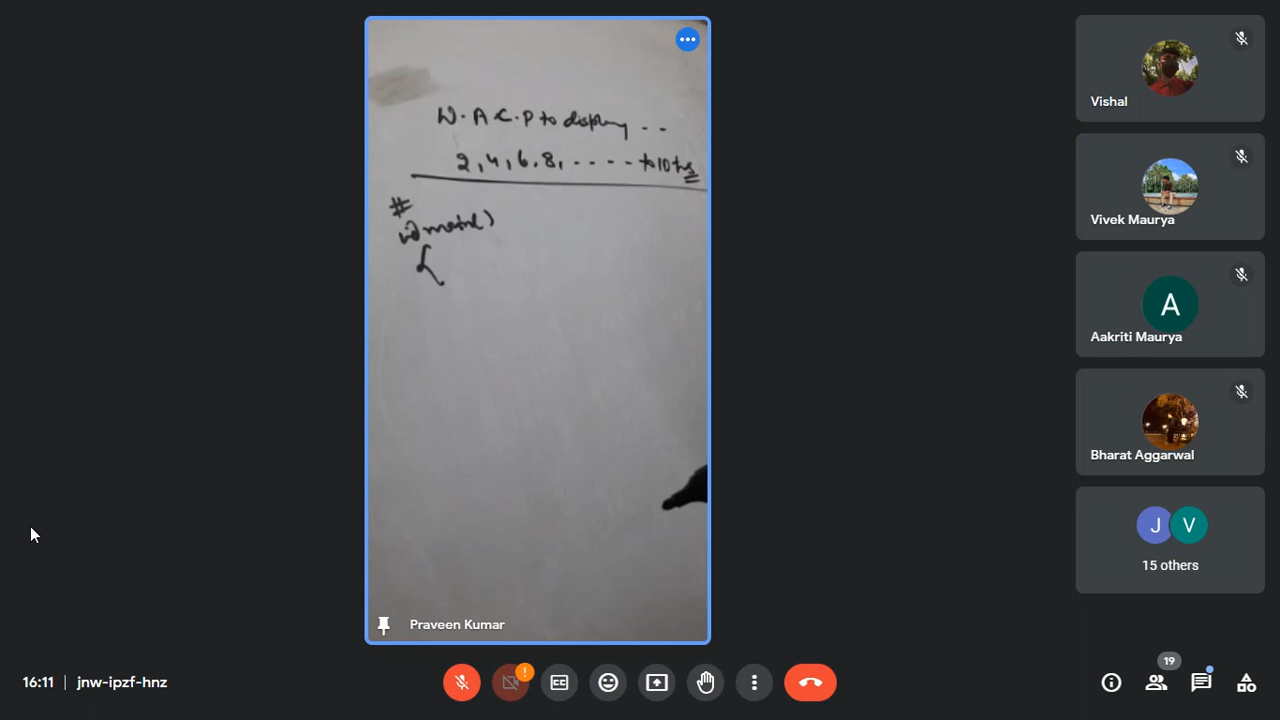 W.A.C.P to display ..
2, 4, 6, 8, ..... to 10 trs
#
void main( )
{
Praveen Kumar
Vishal
Vivek Maurya
A
Aakriti Maurya
Bharat Aggarwal
J V
15 others
16:11 | jnw-ipzf-hnz
19